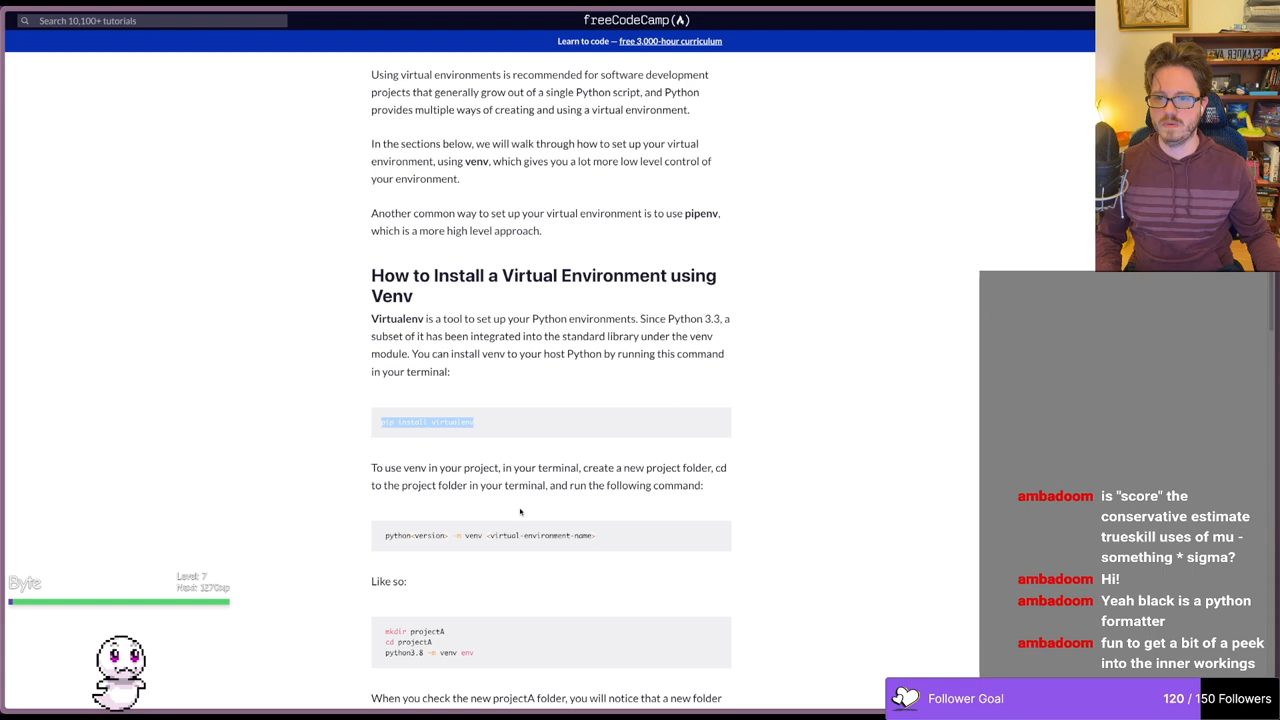 Search 10,100+ tutorials
freeCodeCamp(🔥)
Learn to code — free 3,000-hour curriculum
Using virtual environments is recommended for software development
projects that generally grow out of a single Python script, and Python
provides multiple ways of creating and using a virtual environment.
In the sections below, we will walk through how to set up your virtual
environment, using venv, which gives you a lot more low level control of
your environment.
Another common way to set up your virtual environment is to use pipenv,
which is a more high level approach.
How to Install a Virtual Environment using
Venv
Virtualenv is a tool to set up your Python environments. Since Python 3.3, a
subset of it has been integrated into the standard library under the venv
module. You can install venv to your host Python by running this command
in your terminal:
pip install virtualenv
To use venv in your project, in your terminal, create a new project folder, cd
to the project folder in your terminal, and run the following command:
python<version> -m venv <virtual-environment-name>
Like so:
mkdir projectA
cd projectA
python3.8 -m venv env
When you check the new projectA folder, you will notice that a new folder
Byte
Level: 7
Next: 127Cxp
ambadoom is "score" the
conservative estimate
trueskill uses of mu -
something * sigma?
ambadoom Hi!
ambadoom Yeah black is a python
formatter
ambadoom fun to get a bit of a peek
into the inner workings
Follower Goal
120 / 150 Followers